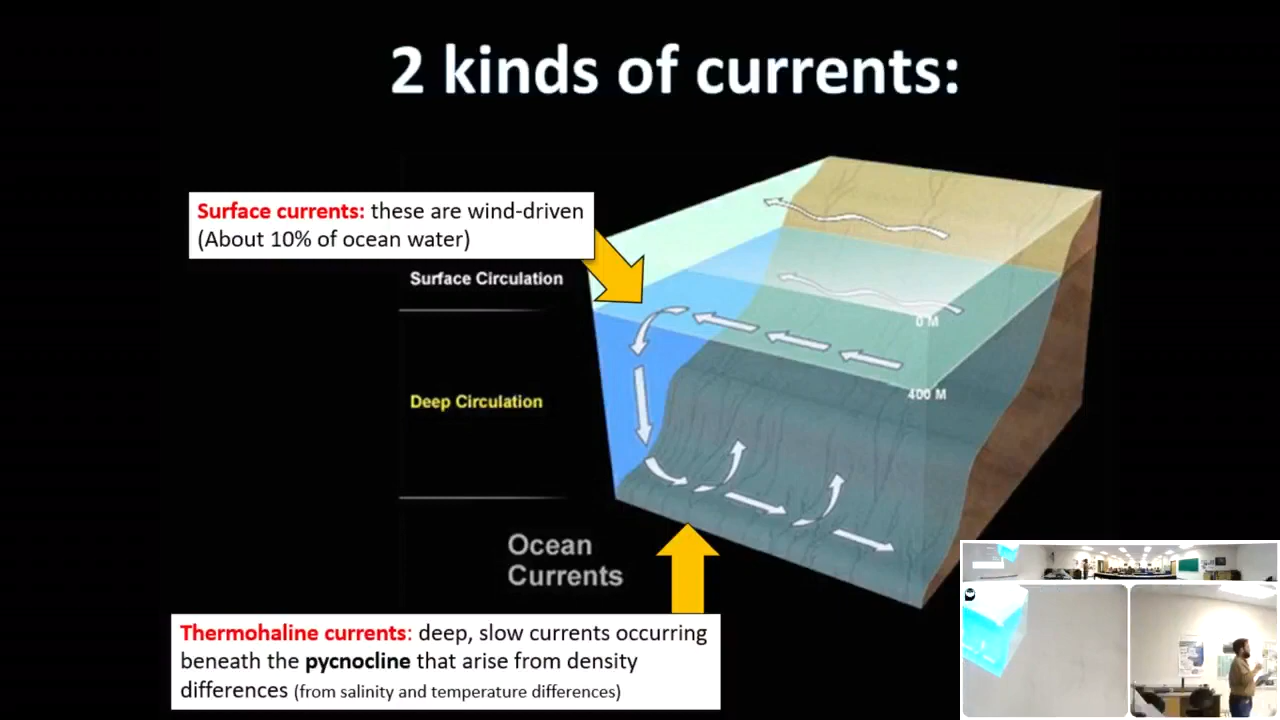 2 kinds of currents:
Surface currents: these are wind-driven
(About 10% of ocean water)
Surface Circulation
0 M
400 M
Deep Circulation
Ocean
Currents
Thermohaline currents: deep, slow currents occurring
beneath the pycnocline that arise from density
differences (from salinity and temperature differences)